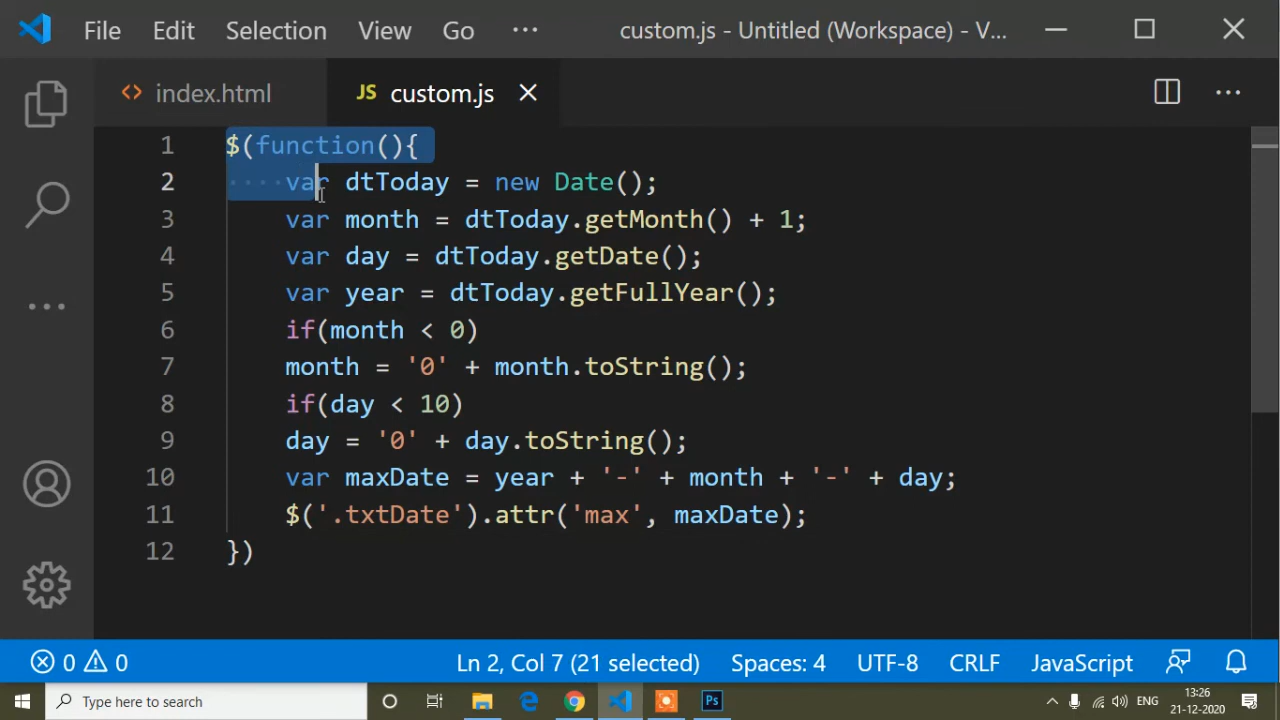 File Edit Selection View Go ··· custom.js - Untitled (Workspace) - V...
<> index.html JS custom.js ···
1 $(function(){
2 ····var dtToday = new Date();
3 var month = dtToday.getMonth() + 1;
4 var day = dtToday.getDate();
5 var year = dtToday.getFullYear();
6 if(month < 0)
7 month = '0' + month.toString();
8 if(day < 10)
9 day = '0' + day.toString();
10 var maxDate = year + '-' + month + '-' + day;
11 $('.txtDate').attr('max', maxDate);
12 })
0 0 Ln 2, Col 7 (21 selected) Spaces: 4 UTF-8 CRLF JavaScript
Type here to search Ps ENG 13:26
21-12-2020